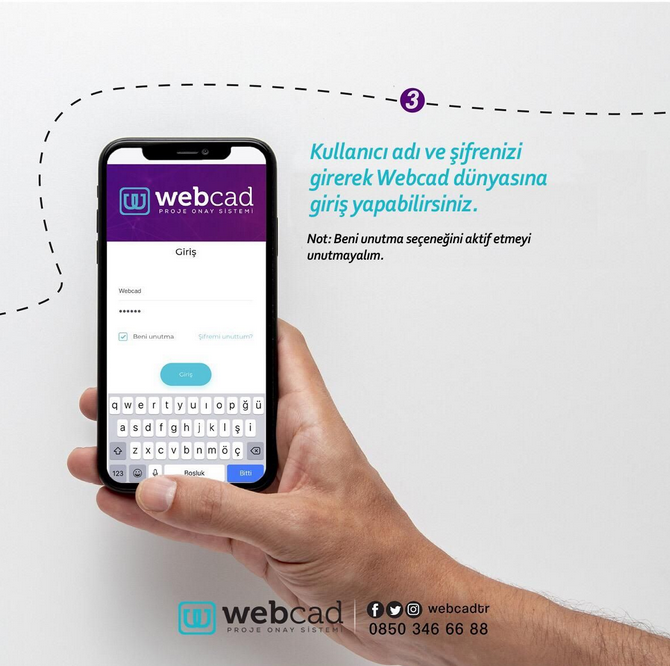 3
Kullanıcı adı ve şifrenizi
girerek Webcad dünyasına
giriş yapabilirsiniz.
Not: Beni unutma seçeneğini aktif etmeyi
unutmayalım.
webcad
PROJE ONAY SİSTEMİ
Giriş
Webcad
••••••
Beni unutma Şifremi unuttum?
Giriş
q w e r t y u ı o p ğ ü
a s d f g h j k l ş i
z x c v b n m ö ç
123 Boşluk Bitti
webcad
PROJE ONAY SİSTEMİ
webcadtr
0850 346 66 88